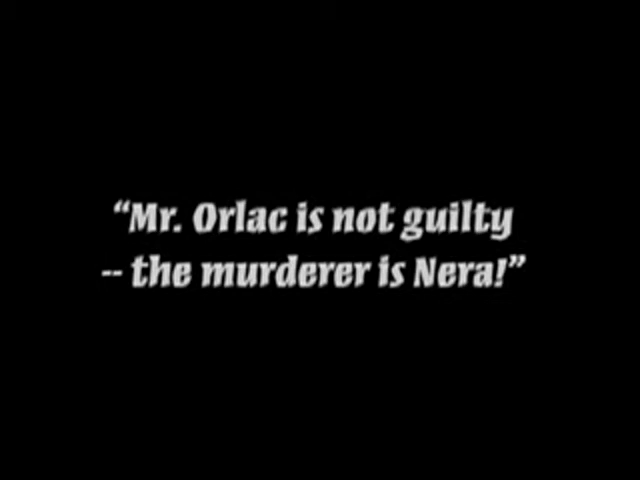 “Mr. Orlac is not guilty
-- the murderer is Nera!”